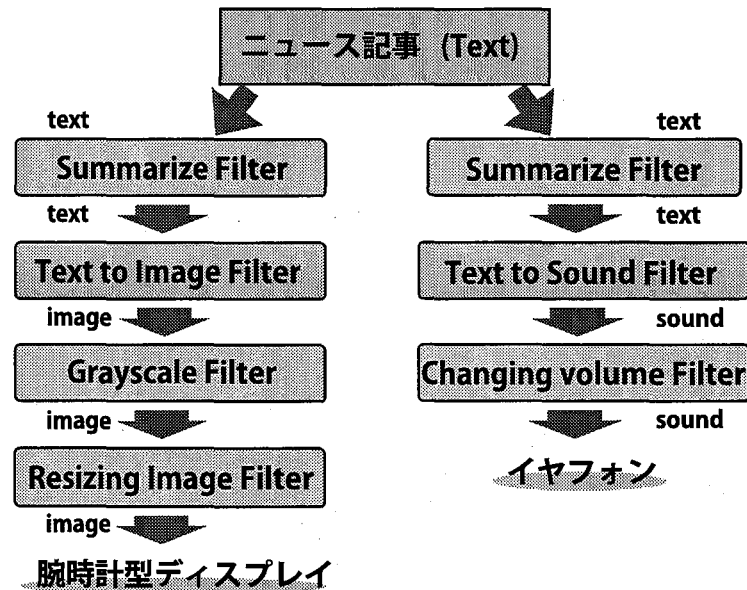 ニュース記事 (Text)
text
Summarize Filter
text
Text to Image Filter
image
Grayscale Filter
image
Resizing Image Filter
image
腕時計型ディスプレイ
text
Summarize Filter
text
Text to Sound Filter
sound
Changing volume Filter
sound
イヤフォン